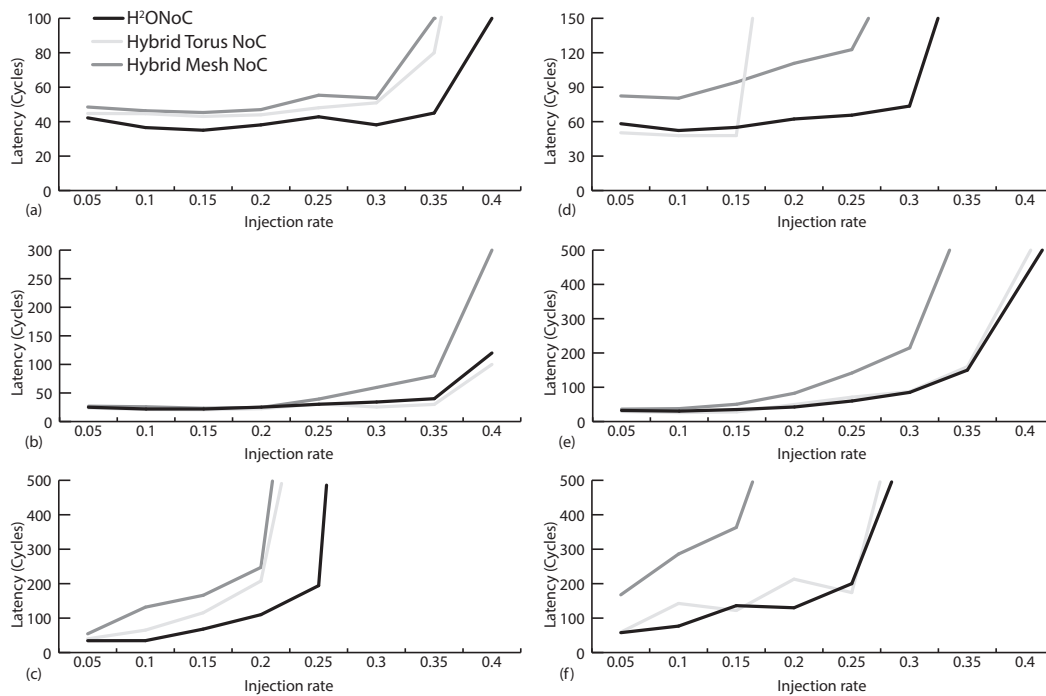 H²ONoC
Hybrid Torus NoC
Hybrid Mesh NoC
Latency (Cycles)
100
80
60
40
20
0
0.05 0.1 0.15 0.2 0.25 0.3 0.35 0.4
(a)
Injection rate
Latency (Cycles)
150
120
90
60
30
0
0.05 0.1 0.15 0.2 0.25 0.3 0.35 0.4
(d)
Injection rate
Latency (Cycles)
300
250
200
150
100
50
0
0.05 0.1 0.15 0.2 0.25 0.3 0.35 0.4
(b)
Injection rate
Latency (Cycles)
500
400
300
200
100
0
0.05 0.1 0.15 0.2 0.25 0.3 0.35 0.4
(e)
Injection rate
Latency (Cycles)
500
400
300
200
100
0
0.05 0.1 0.15 0.2 0.25 0.3 0.35 0.4
(c)
Injection rate
Latency (Cycles)
500
400
300
200
100
0
0.05 0.1 0.15 0.2 0.25 0.3 0.35 0.4
(f)
Injection rate